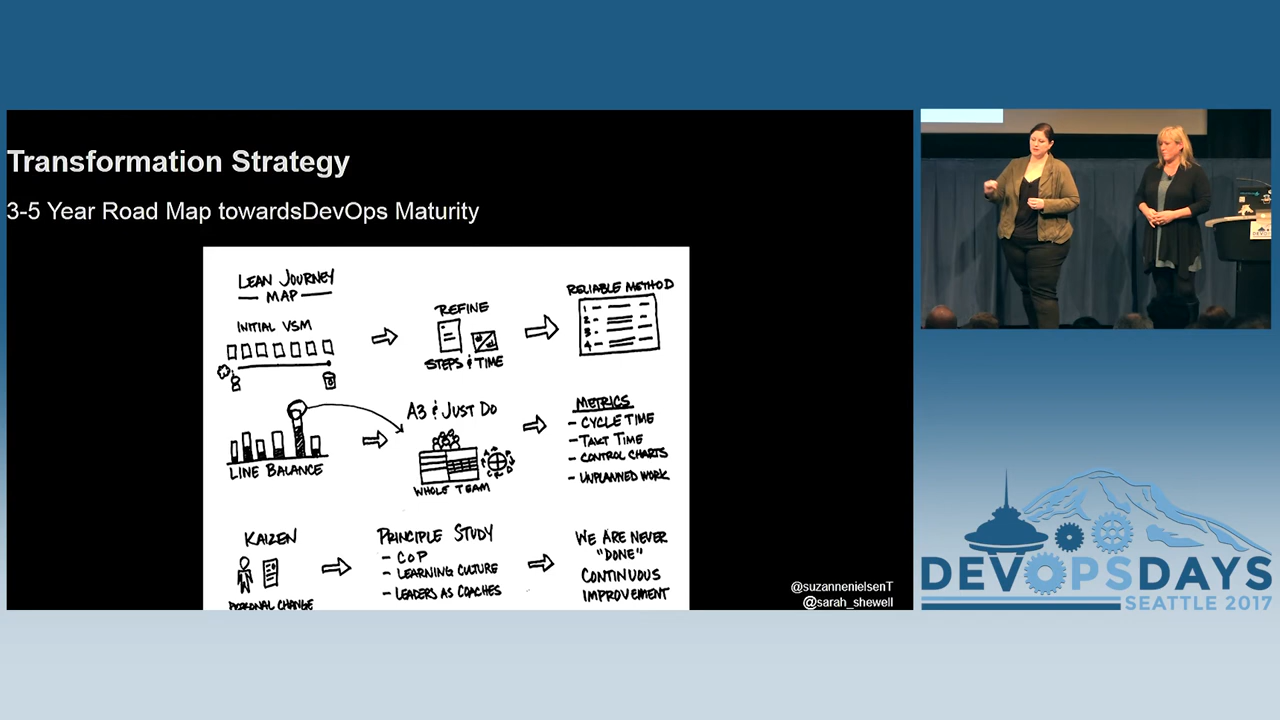 Transformation Strategy
3-5 Year Road Map towardsDevOps Maturity
LEAN JOURNEY
MAP
INITIAL VSM
REFINE
STEPS & TIME
RELIABLE METHOD
1
2
3
4
LINE BALANCE
A3 & JUST DO
WHOLE TEAM
METRICS
- CYCLE TIME
- TAKT TIME
- CONTROL CHARTS
- UNPLANNED WORK
KAIZEN
PERSONAL CHANGE
PRINCIPLE STUDY
- COP
- LEARNING CULTURE
- LEADERS AS COACHES
WE ARE NEVER
"DONE"
CONTINUOUS
IMPROVEMENT
@suzannenielsenT
@sarah_shewell
DEVOPSDAYS
SEATTLE 2017